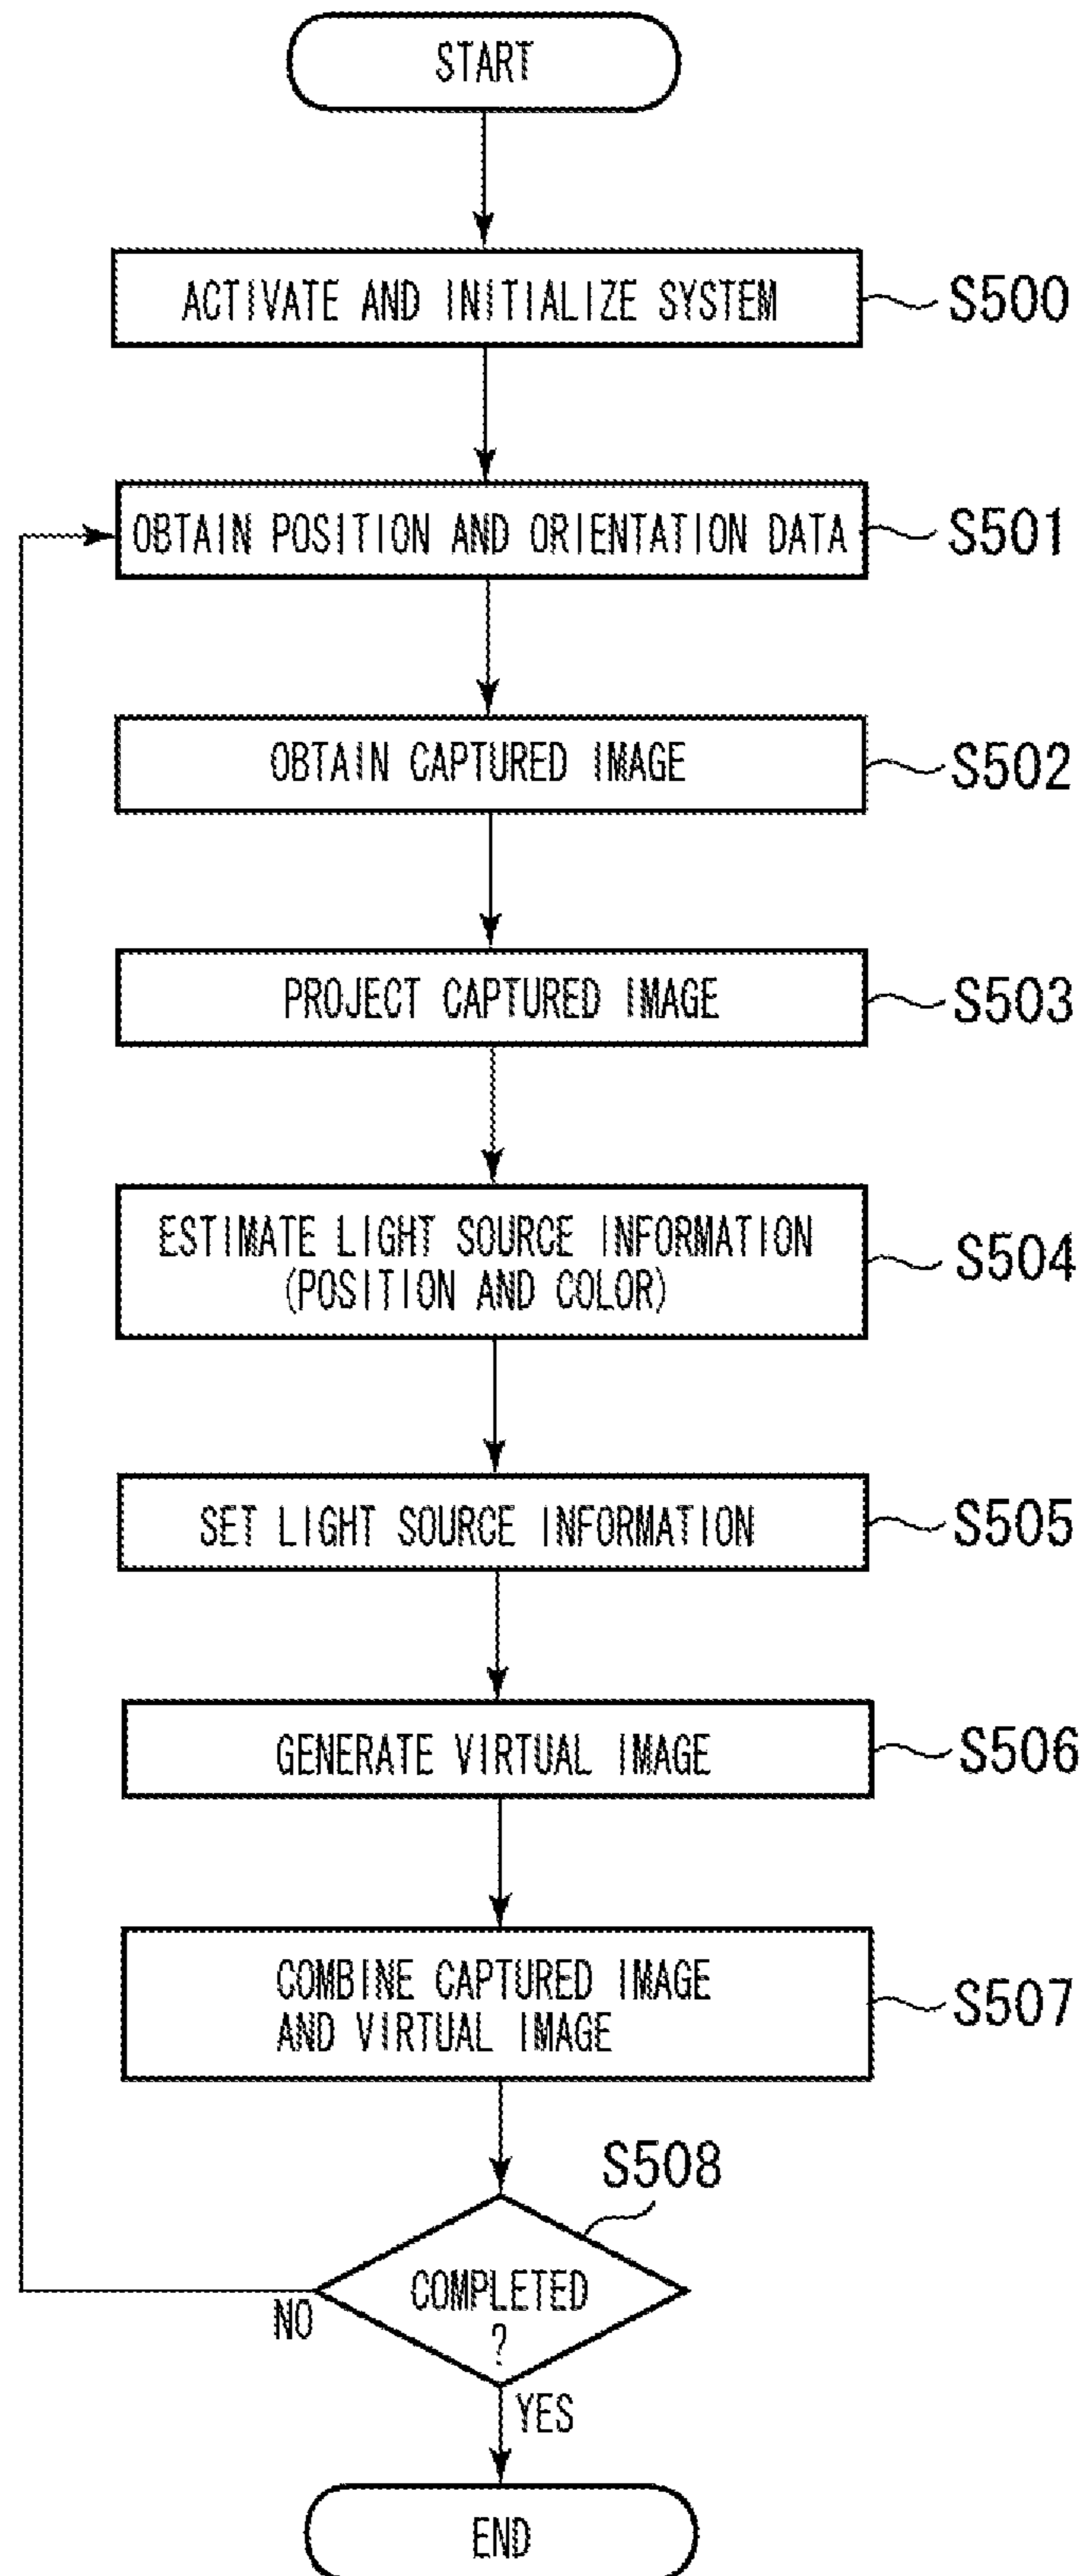 START
ACTIVATE AND INITIALIZE SYSTEM
S500
OBTAIN POSITION AND ORIENTATION DATA
S501
OBTAIN CAPTURED IMAGE
S502
PROJECT CAPTURED IMAGE
S503
ESTIMATE LIGHT SOURCE INFORMATION
(POSITION AND COLOR)
S504
SET LIGHT SOURCE INFORMATION
S505
GENERATE VIRTUAL IMAGE
S506
COMBINE CAPTURED IMAGE
AND VIRTUAL IMAGE
S507
S508
COMPLETED
?
NO
YES
END